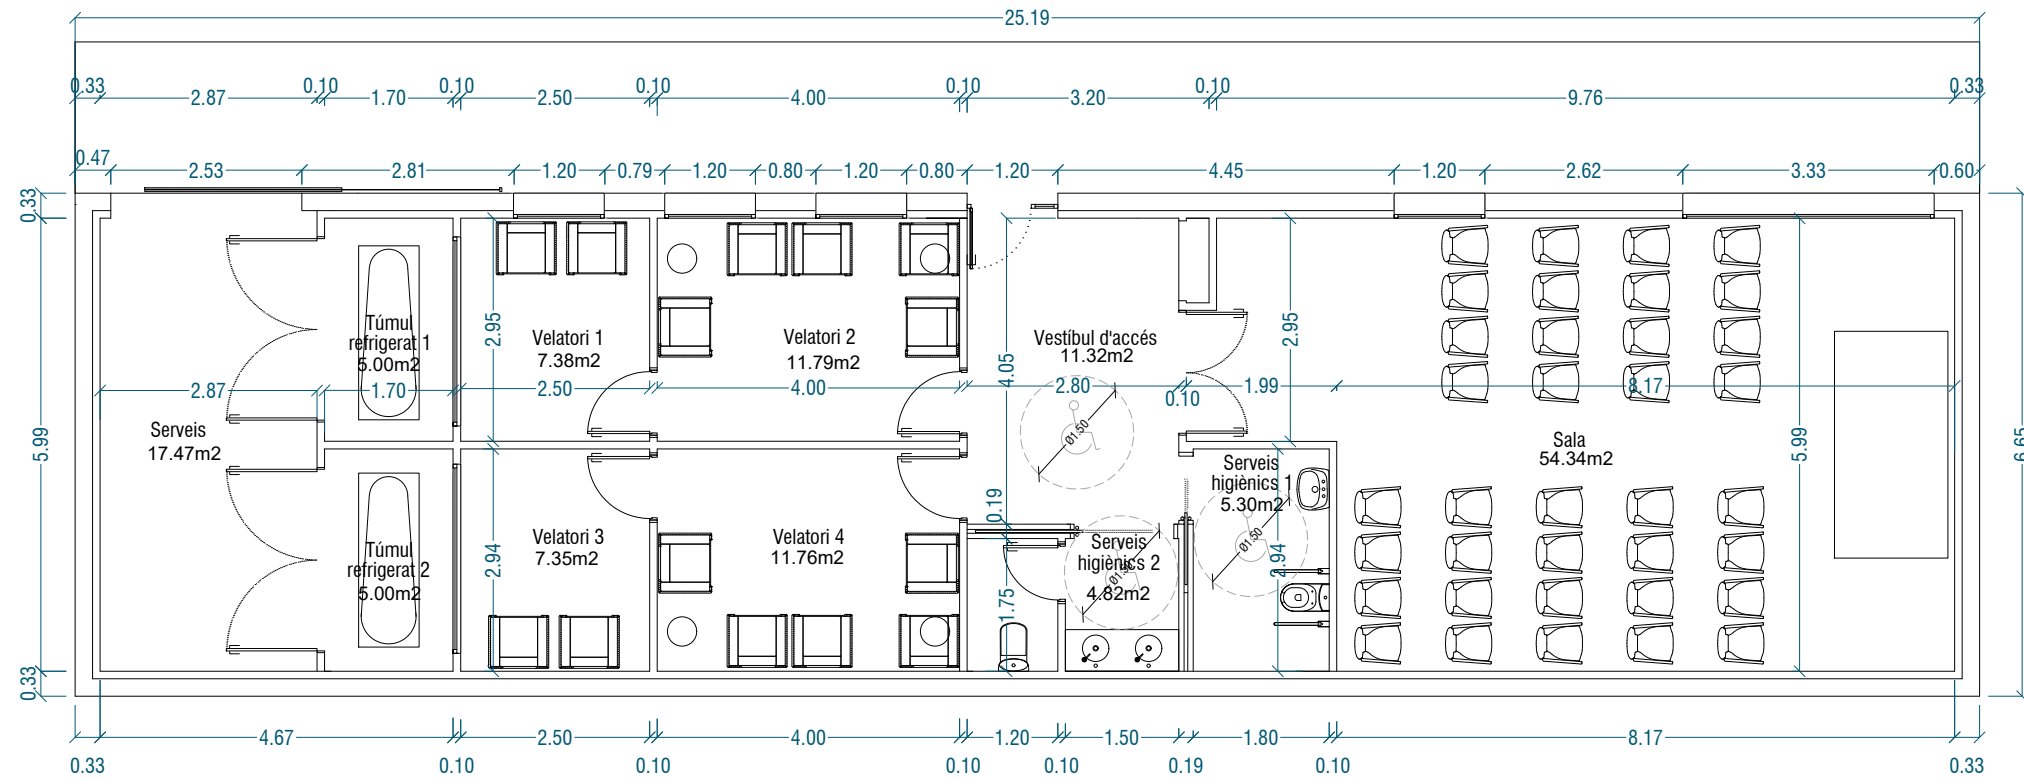 25.19
0.33 0.10 0.10 0.10 0.10 0.10 0.33
2.87 1.70 2.50 4.00 3.20 9.76
0.47
2.53 2.81 1.20 0.79 1.20 0.80 1.20 0.80 1.20 4.45 1.20 2.62 3.33 0.60
0.33
Túmul
refrigerat 1
5.00m2
2.95
Velatori 1
7.38m2
Velatori 2
11.79m2
4.05
Vestíbul d'accés
11.32m2
2.95
2.87 1.70 2.50 4.00 2.80 0.10 1.99 8.17
Ø1.50
Serveis
17.47m2
5.99
Sala
54.34m2
5.99
6.65
Serveis
higiènics 1
5.30m2
Ø1.50
0.19
Túmul
refrigerat 2
5.00m2
2.94
Velatori 3
7.35m2
Velatori 4
11.76m2
Serveis
higiènics 2
4.82m2
Ø1.50
2.94
1.75
0.33
4.67 2.50 4.00 1.20 1.50 1.80 8.17
0.33 0.10 0.10 0.10 0.10 0.19 0.10 0.33